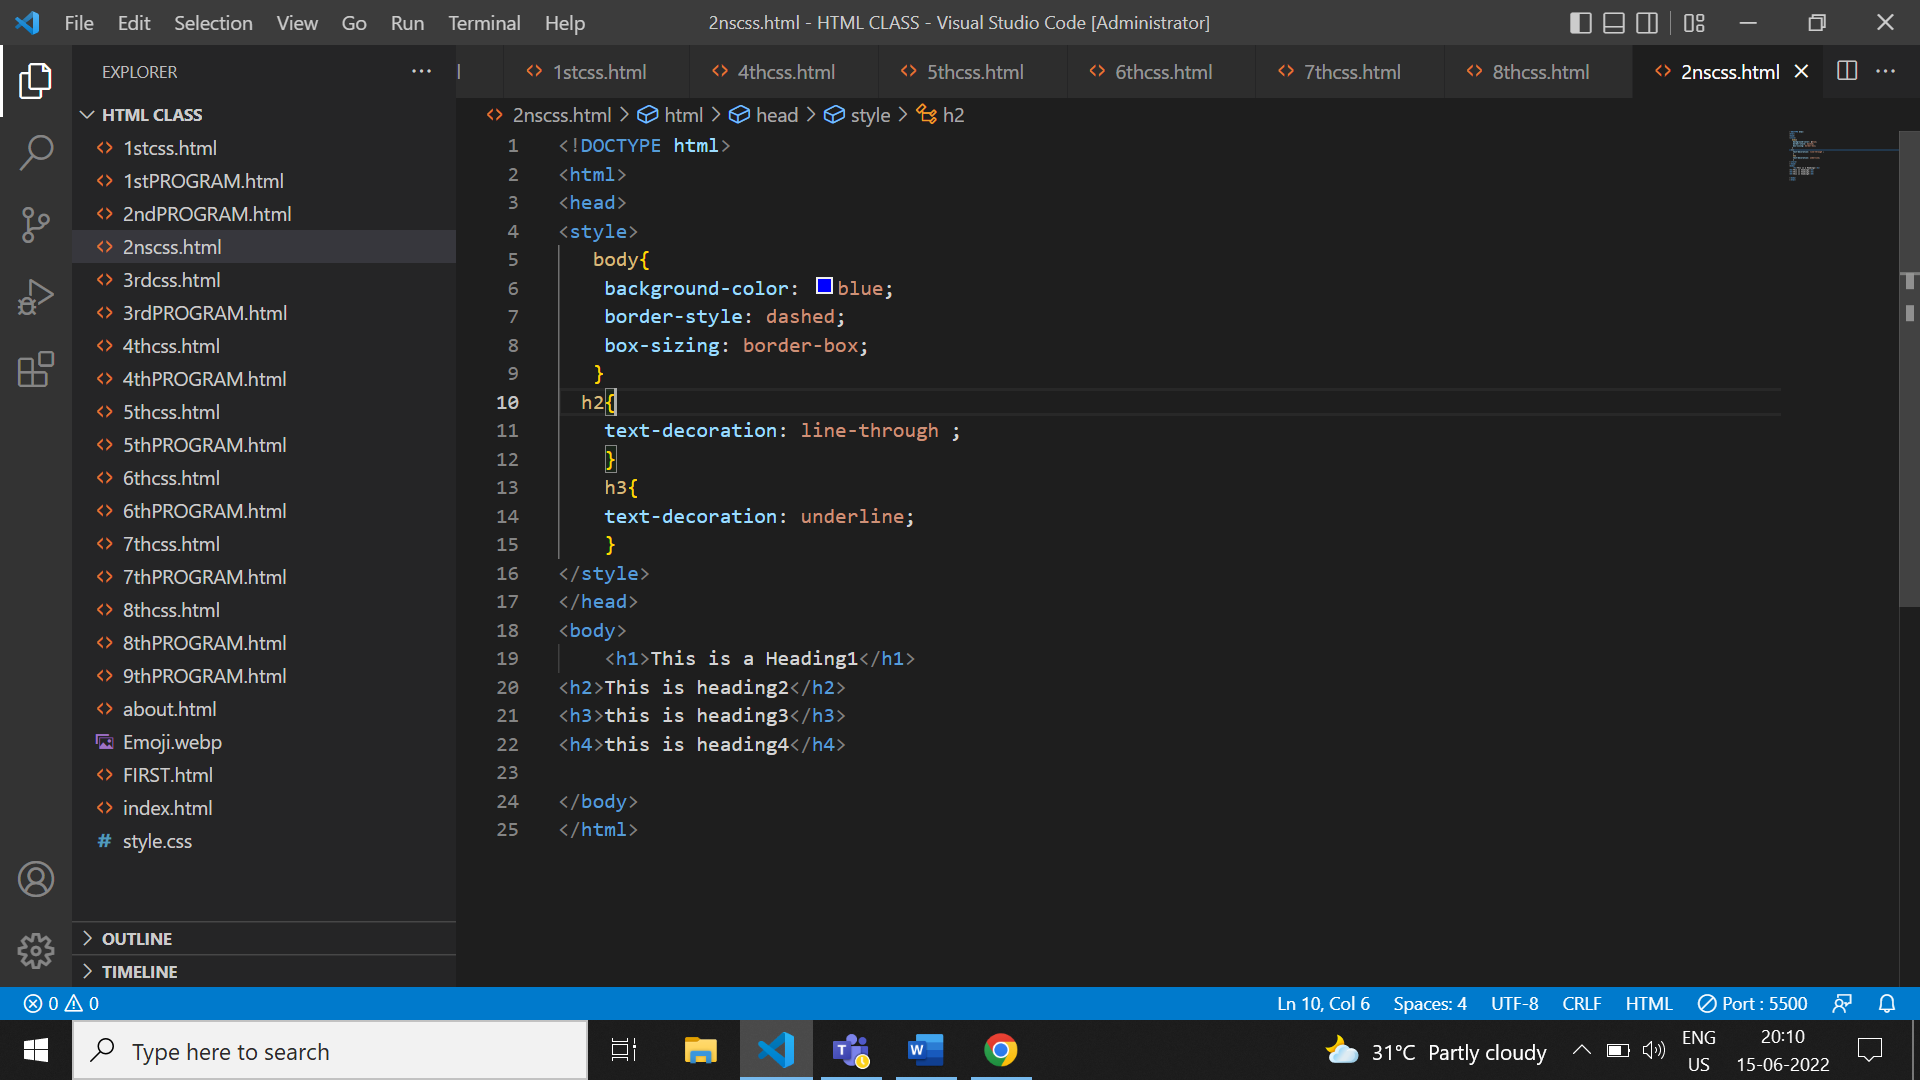 File Edit Selection View Go Run Terminal Help
2nscss.html - HTML CLASS - Visual Studio Code [Administrator]
EXPLORER
1stcss.html 4thcss.html 5thcss.html 6thcss.html 7thcss.html 8thcss.html 2nscss.html
HTML CLASS
1stcss.html
1stPROGRAM.html
2ndPROGRAM.html
2nscss.html
3rdcss.html
3rdPROGRAM.html
4thcss.html
4thPROGRAM.html
5thcss.html
5thPROGRAM.html
6thcss.html
6thPROGRAM.html
7thcss.html
7thPROGRAM.html
8thcss.html
8thPROGRAM.html
9thPROGRAM.html
about.html
Emoji.webp
FIRST.html
index.html
# style.css
OUTLINE
TIMELINE
2nscss.html > html > head > style > h2
1 <!DOCTYPE html>
2 <html>
3 <head>
4 <style>
5 body{
6 background-color: blue;
7 border-style: dashed;
8 box-sizing: border-box;
9 }
10 h2{
11 text-decoration: line-through ;
12 }
13 h3{
14 text-decoration: underline;
15 }
16 </style>
17 </head>
18 <body>
19 <h1>This is a Heading1</h1>
20 <h2>This is heading2</h2>
21 <h3>this is heading3</h3>
22 <h4>this is heading4</h4>
23
24 </body>
25 </html>
0 0
Ln 10, Col 6 Spaces: 4 UTF-8 CRLF HTML Port : 5500
Type here to search
31°C Partly cloudy
ENG
US
20:10
15-06-2022